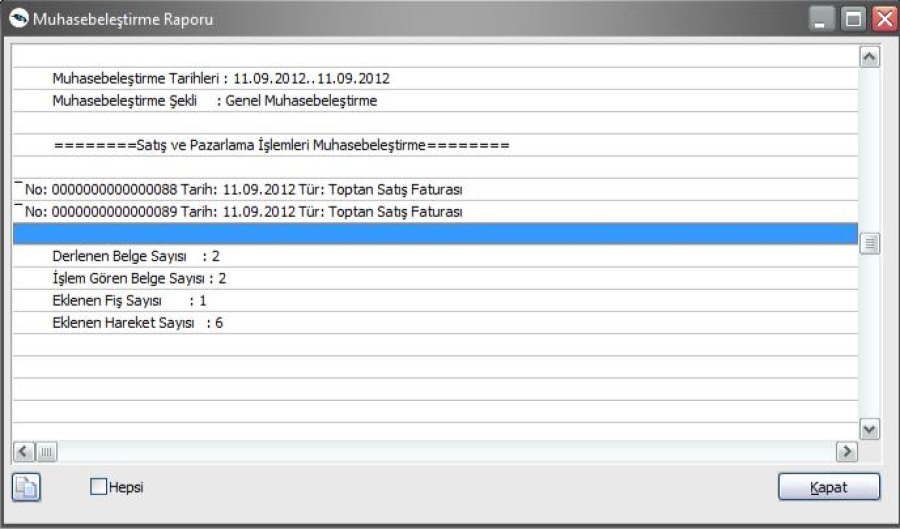 Muhasebeleştirme Raporu
Muhasebeleştirme Tarihleri : 11.09.2012..11.09.2012
Muhasebeleştirme Şekli : Genel Muhasebeleştirme
========Satış ve Pazarlama İşlemleri Muhasebeleştirme========
No: 0000000000000088 Tarih: 11.09.2012 Tür: Toptan Satış Faturası
No: 0000000000000089 Tarih: 11.09.2012 Tür: Toptan Satış Faturası
Derlenen Belge Sayısı : 2
İşlem Gören Belge Sayısı : 2
Eklenen Fiş Sayısı : 1
Eklenen Hareket Sayısı : 6
Hepsi
Kapat